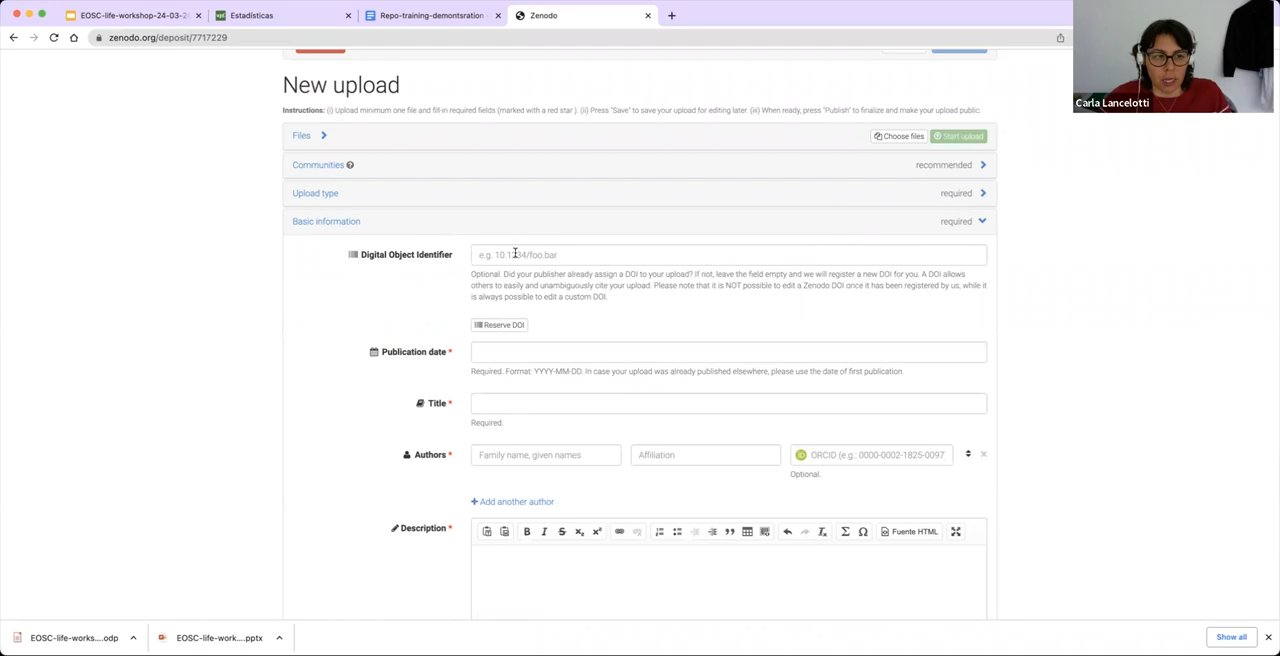 EOSC-life-workshop-24-03-20
Estadísticas
Repo-training-demontsration
Zenodo
zenodo.org/deposit/7717229
Carla Lancelotti
New upload
Instructions: (i) Upload minimum one file and fill-in required fields (marked with a red star ). (ii) Press "Save" to save your upload for editing later. (iii) When ready, press "Publish" to finalize and make your upload public.
Files
Choose files
Start upload
Communities
recommended
Upload type
required
Basic information
required
Digital Object Identifier
e.g. 10.1234/foo.bar
Optional. Did your publisher already assign a DOI to your upload? If not, leave the field empty and we will register a new DOI for you. A DOI allows
others to easily and unambiguously cite your upload. Please note that it is NOT possible to edit a Zenodo DOI once it has been registered by us, while it
is always possible to edit a custom DOI.
Reserve DOI
Publication date *
Required. Format: YYYY-MM-DD. In case your upload was already published elsewhere, please use the date of first publication.
Title *
Required.
Authors *
Family name, given names
Affiliation
iD ORCID (e.g.: 0000-0002-1825-0097
Optional.
+ Add another author
Description *
B I S x₂ x² Σ Ω Fuente HTML
EOSC-life-works....odp
EOSC-life-work....pptx
Show all